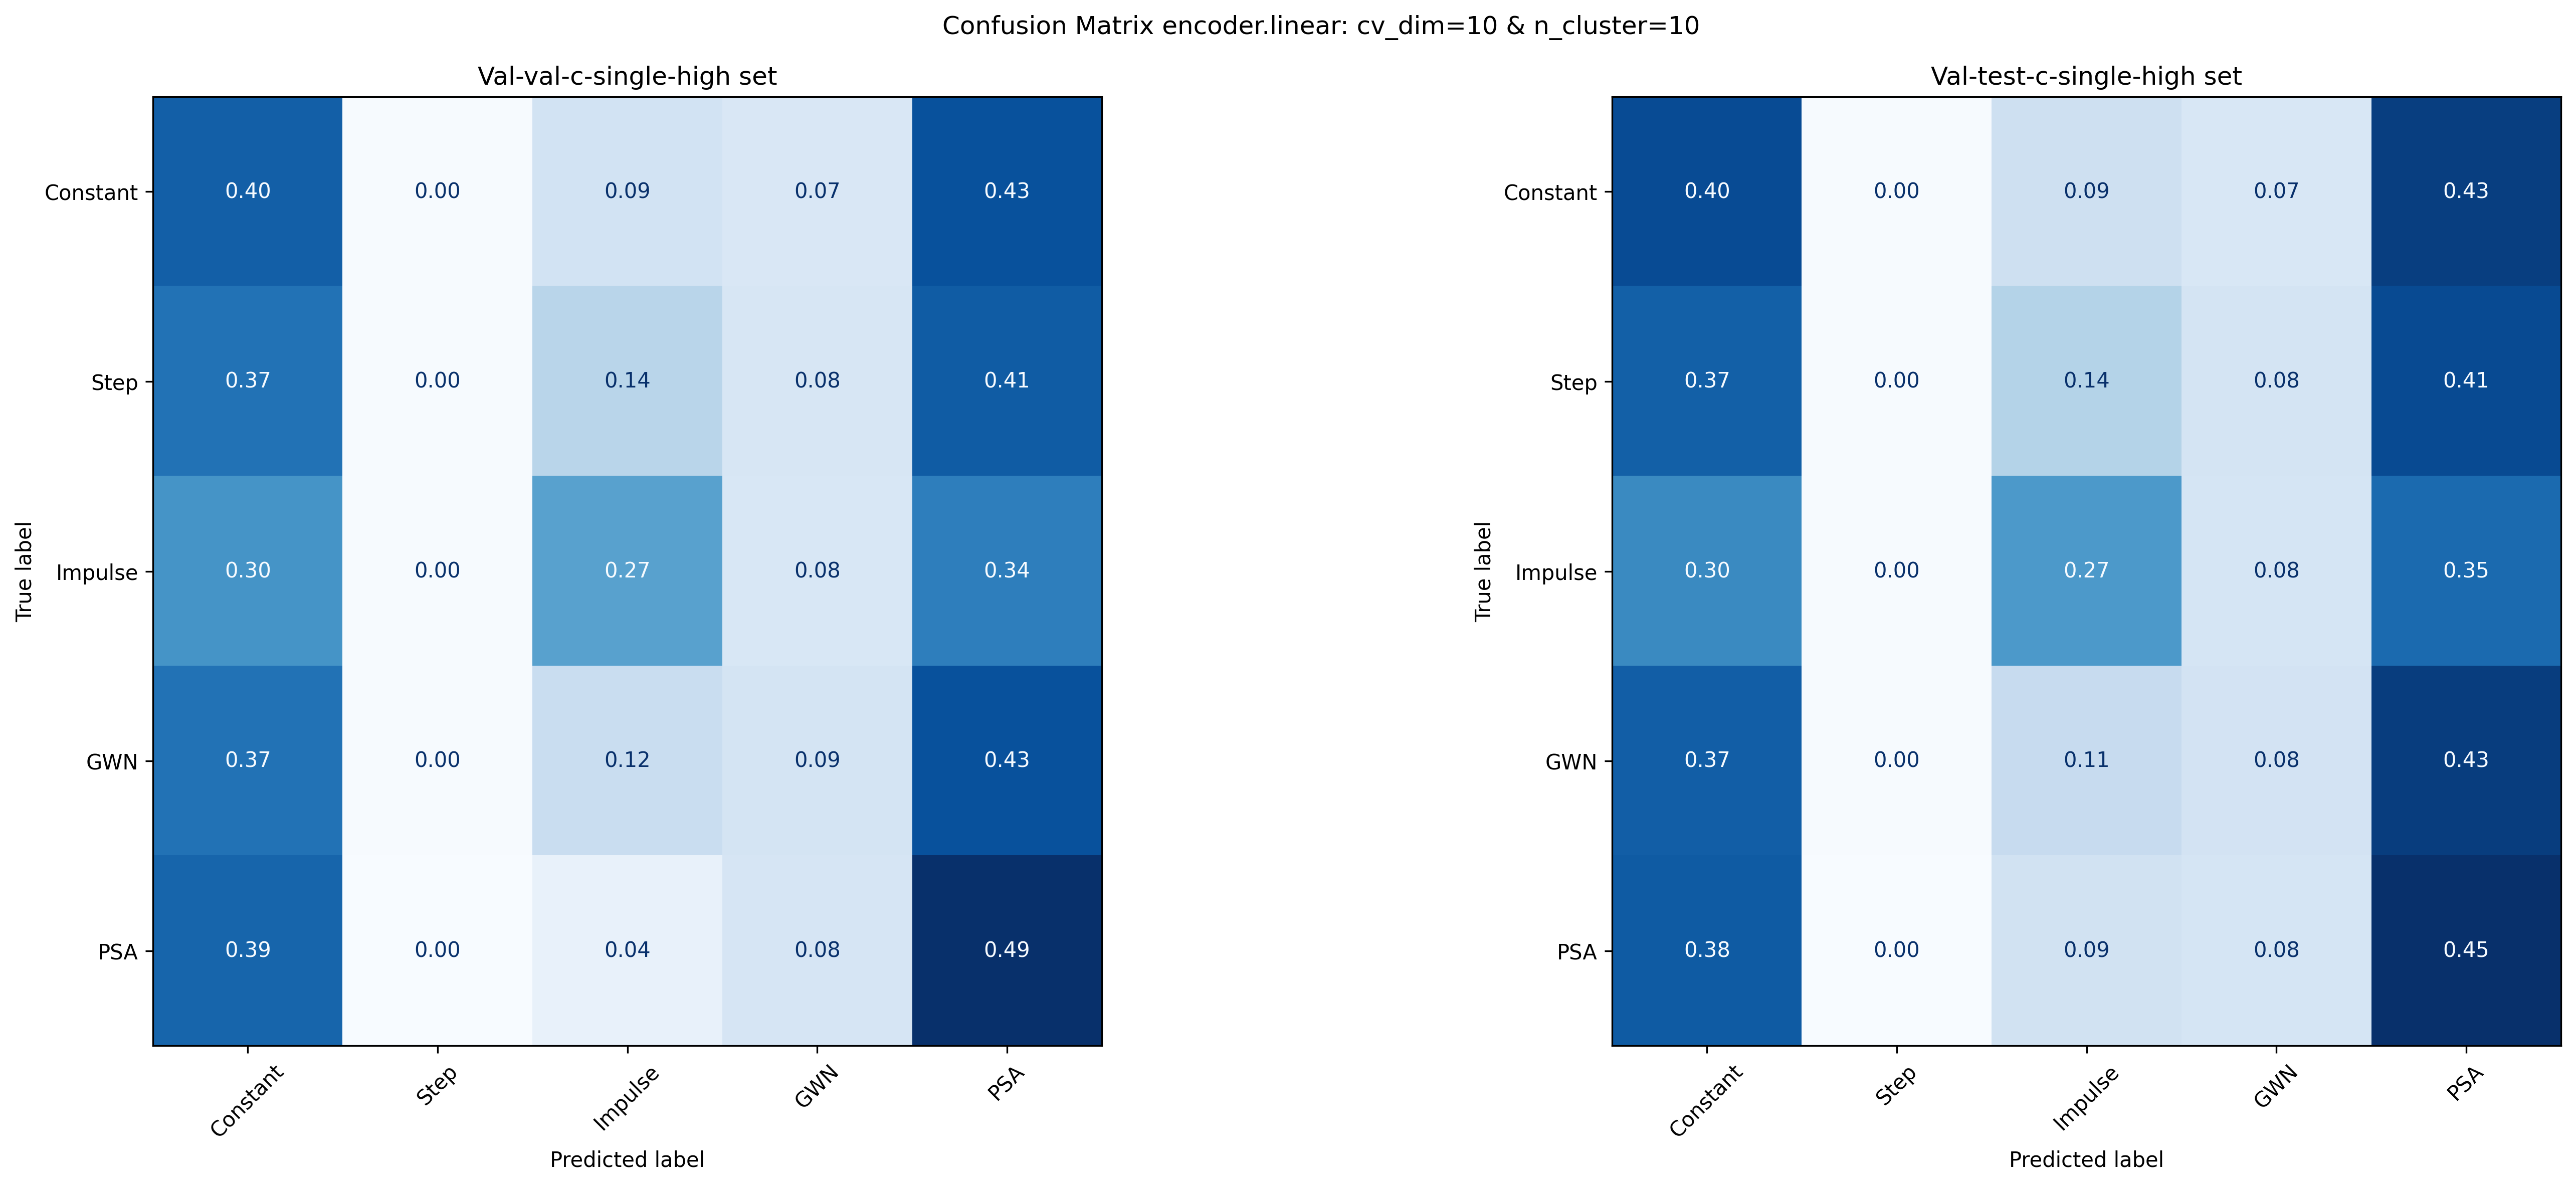 Confusion Matrix encoder.linear: cv_dim=10 & n_cluster=10
Val-val-c-single-high set
True label
Constant 0.40 0.00 0.09 0.07 0.43
Step 0.37 0.00 0.14 0.08 0.41
Impulse 0.30 0.00 0.27 0.08 0.34
GWN 0.37 0.00 0.12 0.09 0.43
PSA 0.39 0.00 0.04 0.08 0.49
Constant Step Impulse GWN PSA
Predicted label
Val-test-c-single-high set
True label
Constant 0.40 0.00 0.09 0.07 0.43
Step 0.37 0.00 0.14 0.08 0.41
Impulse 0.30 0.00 0.27 0.08 0.35
GWN 0.37 0.00 0.11 0.08 0.43
PSA 0.38 0.00 0.09 0.08 0.45
Constant Step Impulse GWN PSA
Predicted label